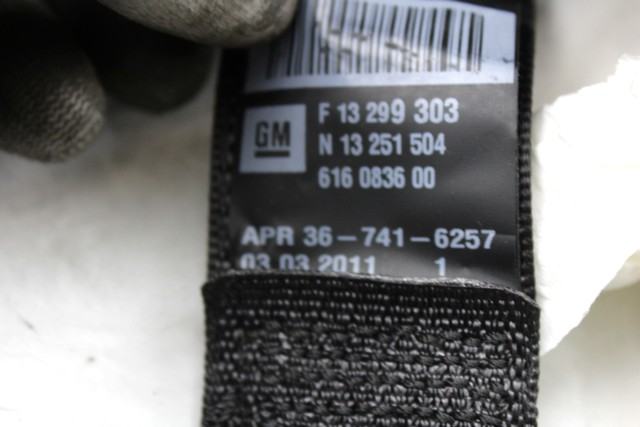 GM
F 13 299 303
N 13 251 504
616 0836 00
APR 36-741-6257
03.03.2011 1